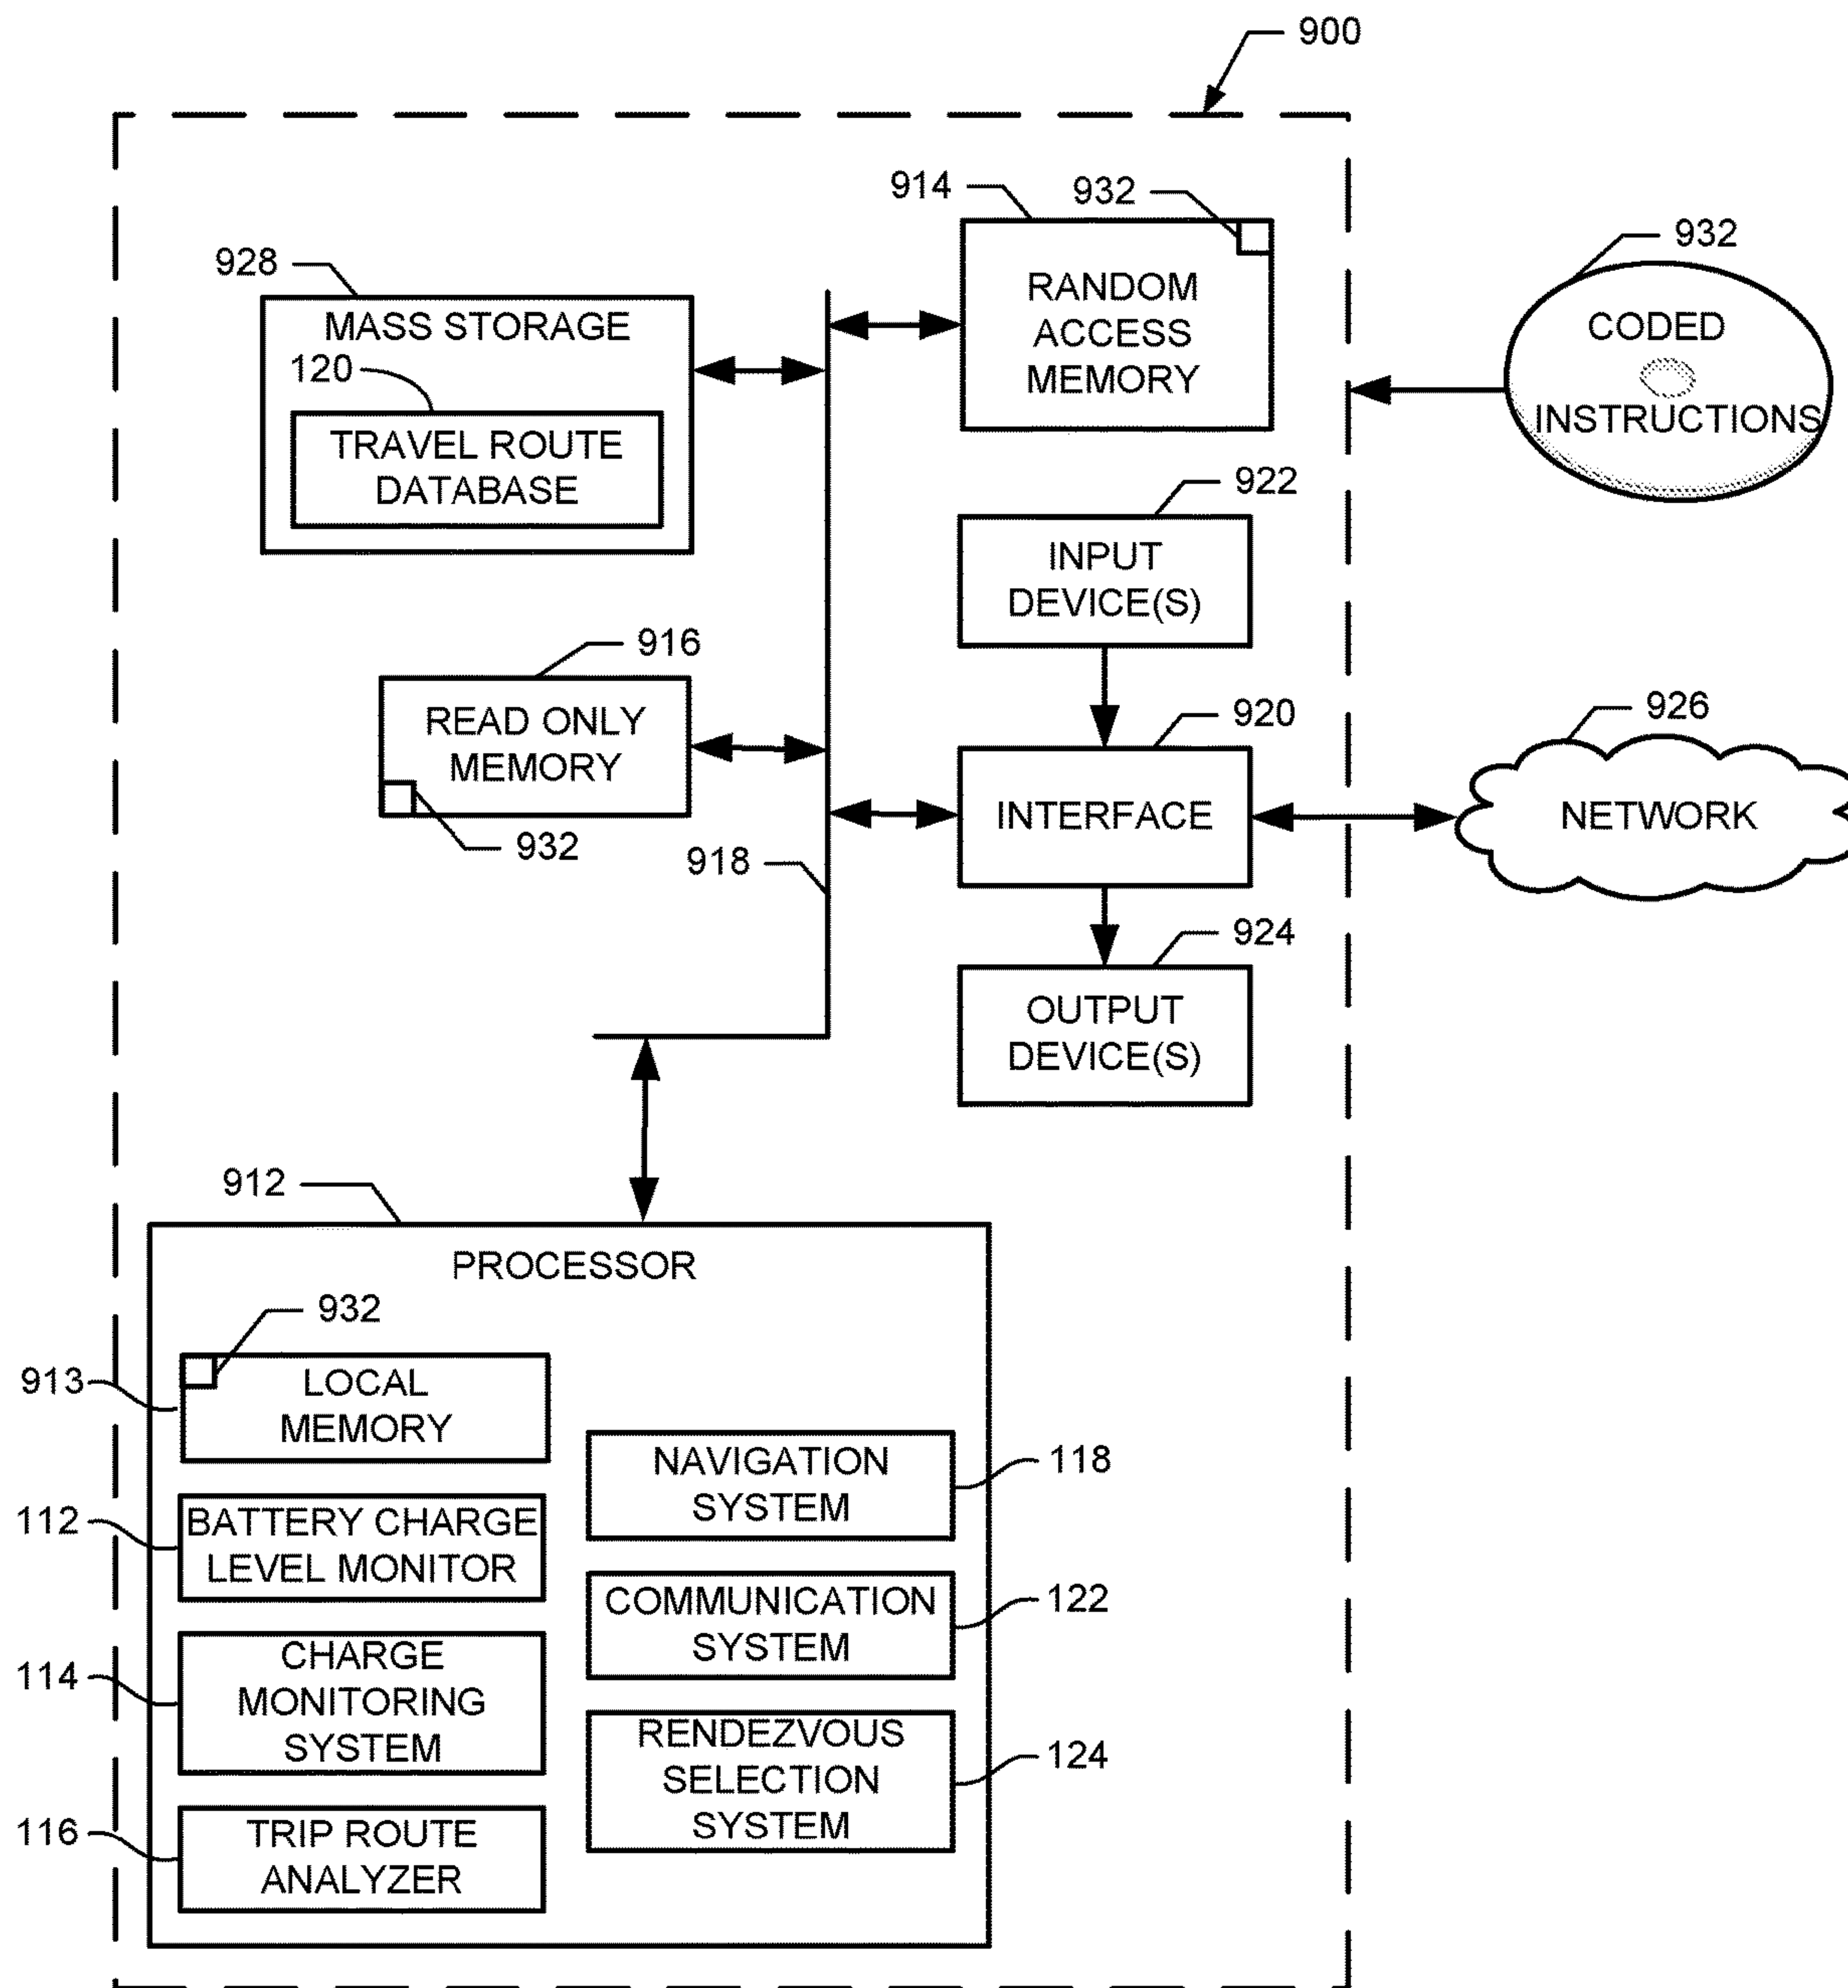 900
914
932
932
928
MASS STORAGE
120
TRAVEL ROUTE
DATABASE
RANDOM
ACCESS
MEMORY
CODED
INSTRUCTIONS
922
INPUT
DEVICE(S)
916
READ ONLY
MEMORY
932
920
INTERFACE
926
NETWORK
918
924
OUTPUT
DEVICE(S)
912
PROCESSOR
932
913
LOCAL
MEMORY
112
BATTERY CHARGE
LEVEL MONITOR
114
CHARGE
MONITORING
SYSTEM
116
TRIP ROUTE
ANALYZER
NAVIGATION
SYSTEM
118
COMMUNICATION
SYSTEM
122
RENDEZVOUS
SELECTION
SYSTEM
124